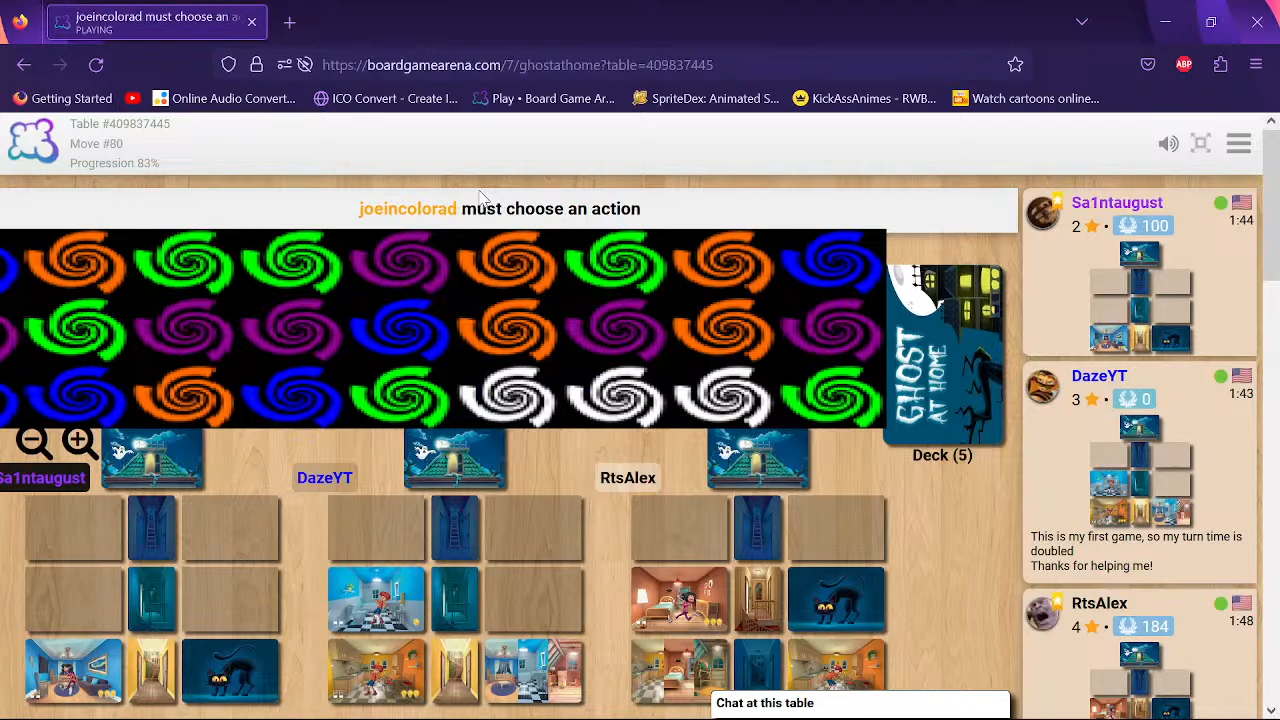 joeincolorad must choose an a
PLAYING
https://boardgamearena.com/7/ghostathome?table=409837445
ABP
Getting Started
Online Audio Convert...
ICO Convert - Create I...
Play • Board Game Ar...
SpriteDex: Animated S...
KickAssAnimes - RWB...
Watch cartoons online...
Table #409837445
Move #80
Progression 83%
joeincolorad must choose an action
GHOST
AT HOME
Deck (5)
Sa1ntaugust
DazeYT
RtsAlex
Sa1ntaugust
2 • 100
1:44
DazeYT
3 • 0
1:43
This is my first game, so my turn time is
doubled
Thanks for helping me!
RtsAlex
4 • 184
1:48
Chat at this table